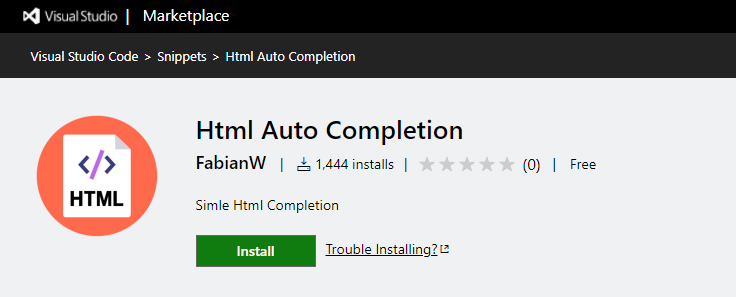 Visual Studio | Marketplace
Visual Studio Code > Snippets > Html Auto Completion
HTML
Html Auto Completion
FabianW | 1,444 installs | (0) | Free
Simle Html Completion
Install Trouble Installing?